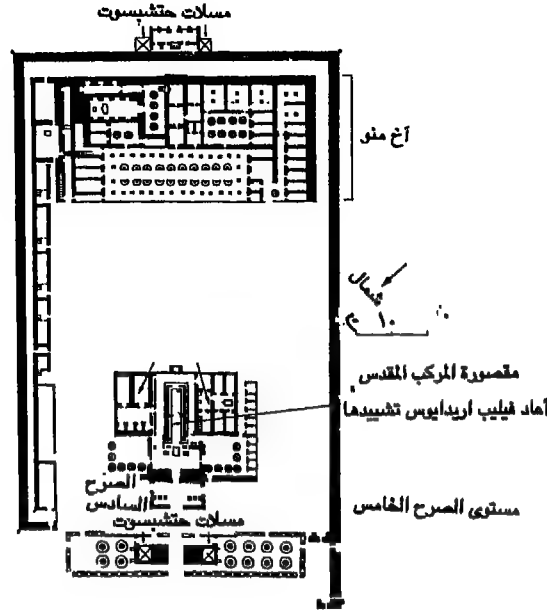 مسلات حتشبسوت
آخ منو
شمال
١٠ م
مقصورة المركب المقدس
أعاد فيليب اريدايوس تشييدها
الصرح
السادس
مستوى الصرح الخامس
مسلات حتشبسوت